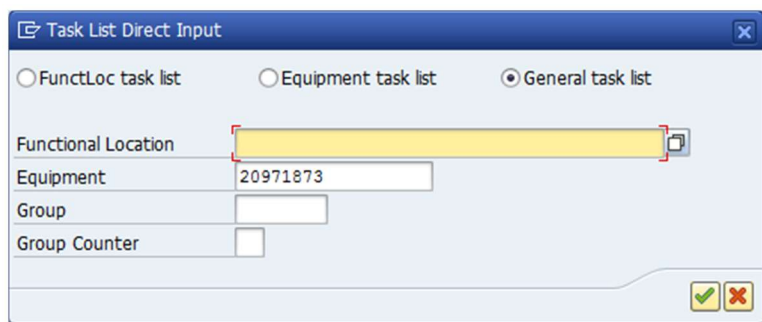 Task List Direct Input
FunctLoc task list Equipment task list General task list
Functional Location
Equipment 20971873
Group
Group Counter